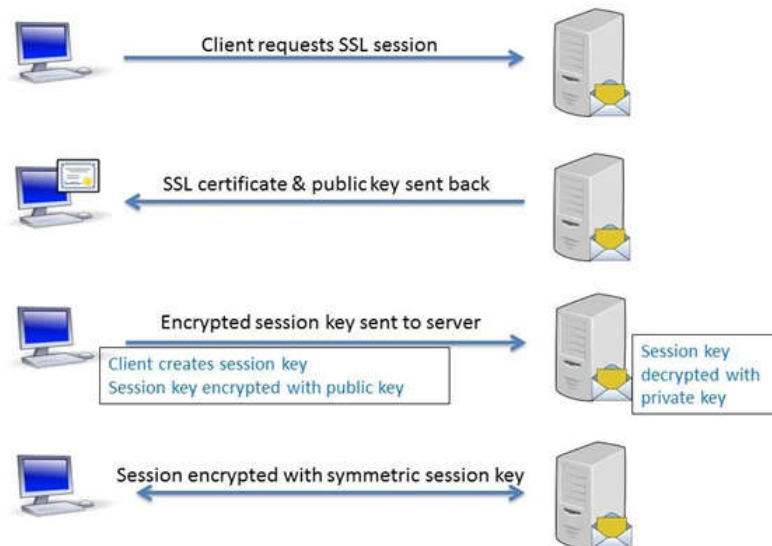 Client requests SSL session
SSL certificate & public key sent back
Encrypted session key sent to server
Client creates session key
Session key encrypted with public key
Session key
decrypted with
private key
Session encrypted with symmetric session key